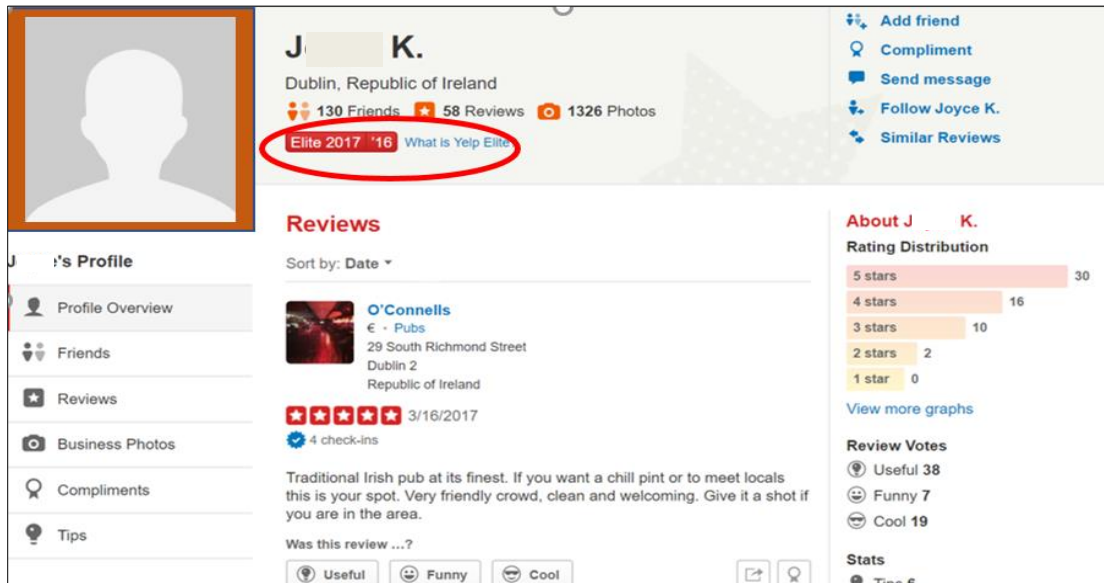 J K.
Dublin, Republic of Ireland
130 Friends 58 Reviews 1326 Photos
Elite 2017 '16 What is Yelp Elite
Add friend
Compliment
Send message
Follow Joyce K.
Similar Reviews
J 's Profile
Profile Overview
Friends
Reviews
Business Photos
Compliments
Tips
Reviews
Sort by: Date
O'Connells
€ · Pubs
29 South Richmond Street
Dublin 2
Republic of Ireland
3/16/2017
4 check-ins
Traditional Irish pub at its finest. If you want a chill pint or to meet locals
this is your spot. Very friendly crowd, clean and welcoming. Give it a shot if
you are in the area.
Was this review ...?
Useful Funny Cool
About J K.
Rating Distribution
5 stars 30
4 stars 16
3 stars 10
2 stars 2
1 star 0
View more graphs
Review Votes
Useful 38
Funny 7
Cool 19
Stats
Tips 6